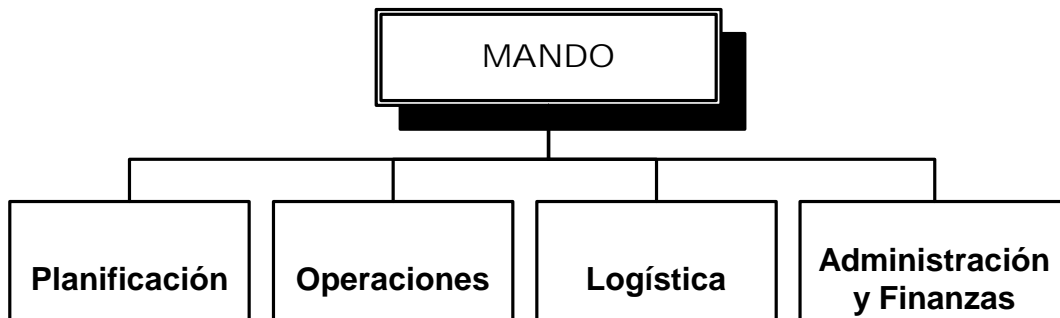 MANDO
Planificación
Operaciones
Logística
Administración
y Finanzas